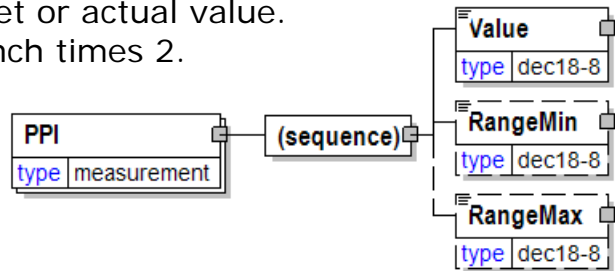 et or actual value.
nch times 2.
Value
type dec18-8
PPI
type measurement
(sequence)
RangeMin
type dec18-8
RangeMax
type dec18-8